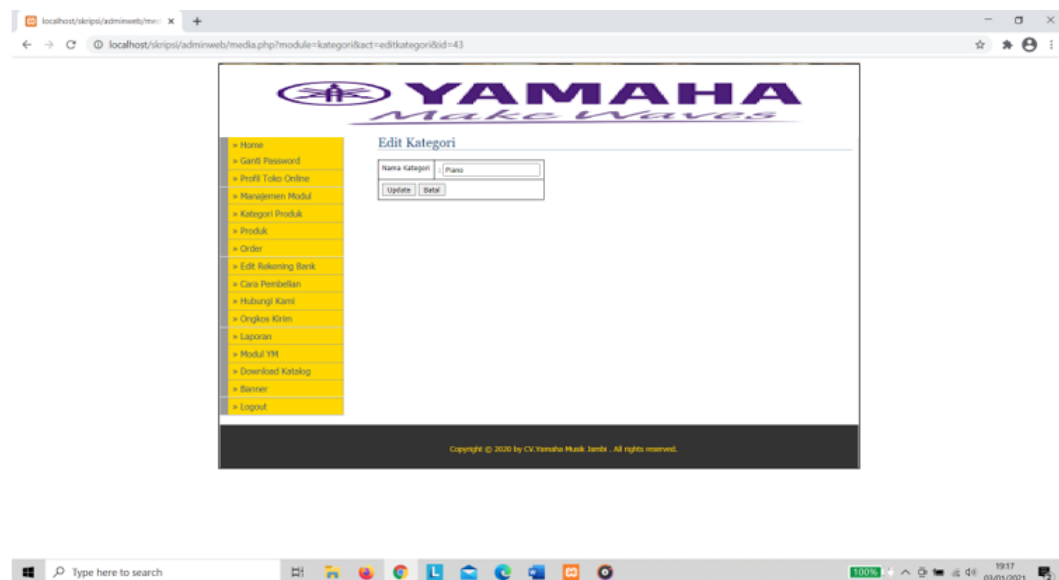 localhost/skripsi/adminweb/med
localhost/skripsi/adminweb/media.php?module=kategori&act=editkategori&id=43
YAMAHA
Make Waves
» Home
» Ganti Password
» Profil Toko Online
» Manajemen Modul
» Kategori Produk
» Produk
» Order
» Edit Rekening Bank
» Cara Pembelian
» Hubungi Kami
» Ongkos Kirim
» Laporan
» Modul YM
» Download Katalog
» Banner
» Logout
Edit Kategori
Nama Kategori : Piano
Update Batal
Copyright © 2020 by CV.Yamaha Musik Jambi . All rights reserved.
Type here to search
100%
19:17
03/01/2021